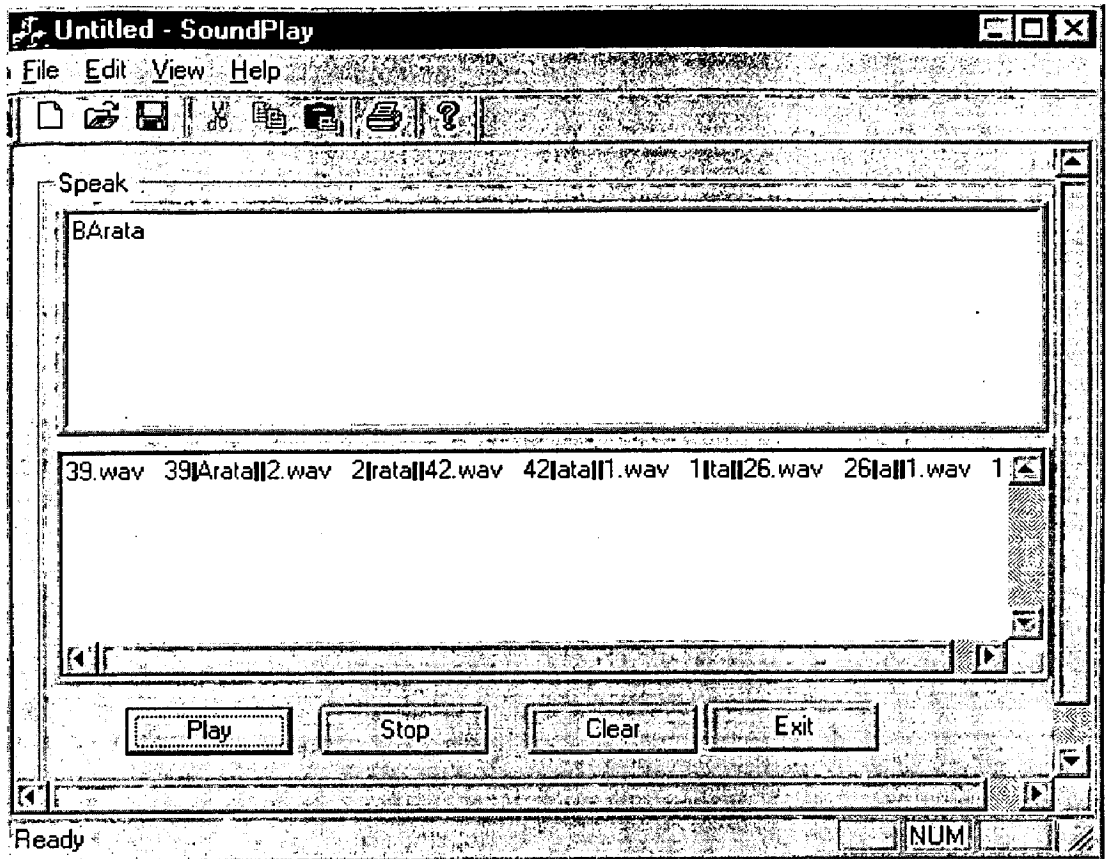 Untitled - SoundPlay
File Edit View Help
Speak
BArata
39.wav 39||Arata||2.wav 2||rata||42.wav 42||ata||1.wav 1||ta||26.wav 26||a||1.wav 1
Play Stop Clear Exit
Ready NUM